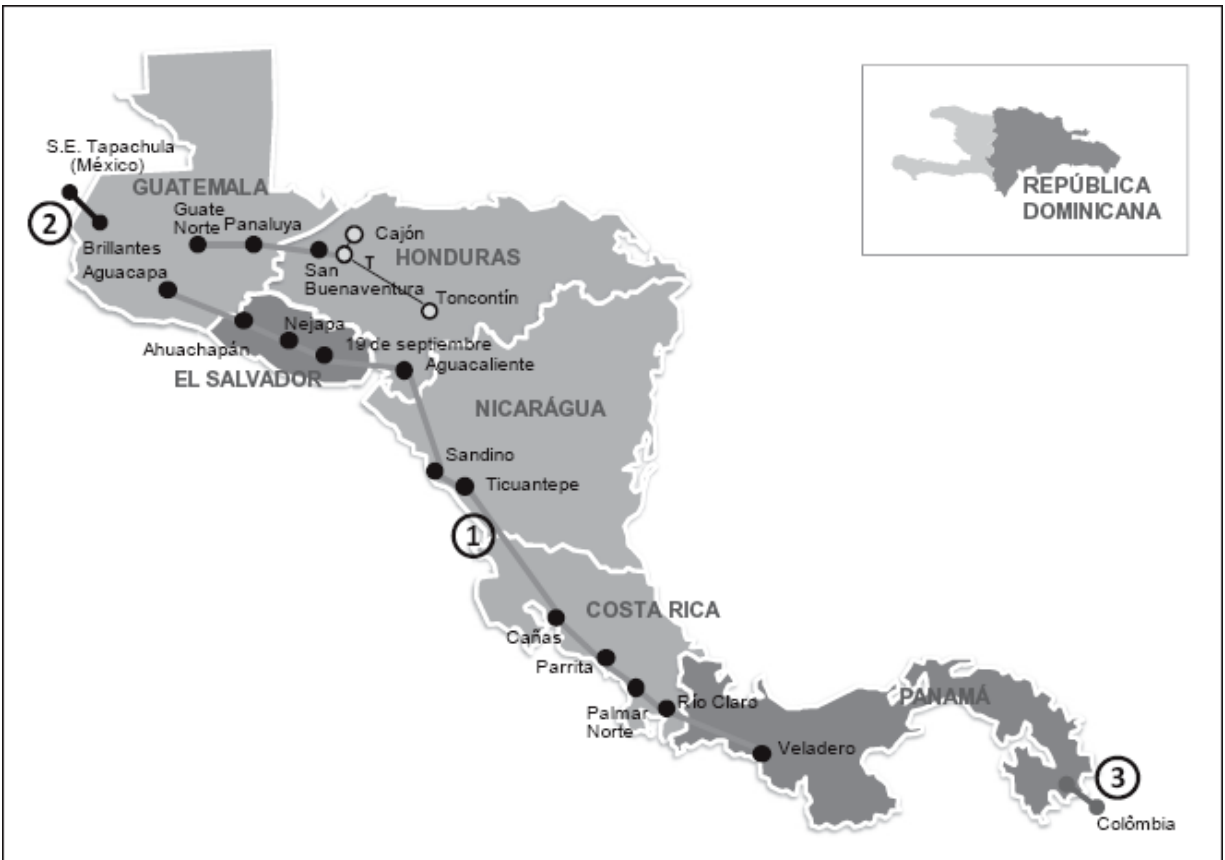 S.E. Tapachula
(México)
GUATEMALA
2
Guate
Norte
Panaluya
Brillantes
Aguacapa
Cajón
T
HONDURAS
San
Buenaventura
Toncontín
REPÚBLICA
DOMINICANA
Nejapa
Ahuachapán
19 de septiembre
Aguacaliente
EL SALVADOR
NICARÁGUA
Sandino
Ticuantepe
1
COSTA RICA
Cañas
Parrita
Palmar
Norte
Río Claro
PANAMÁ
Veladero
3
Colômbia